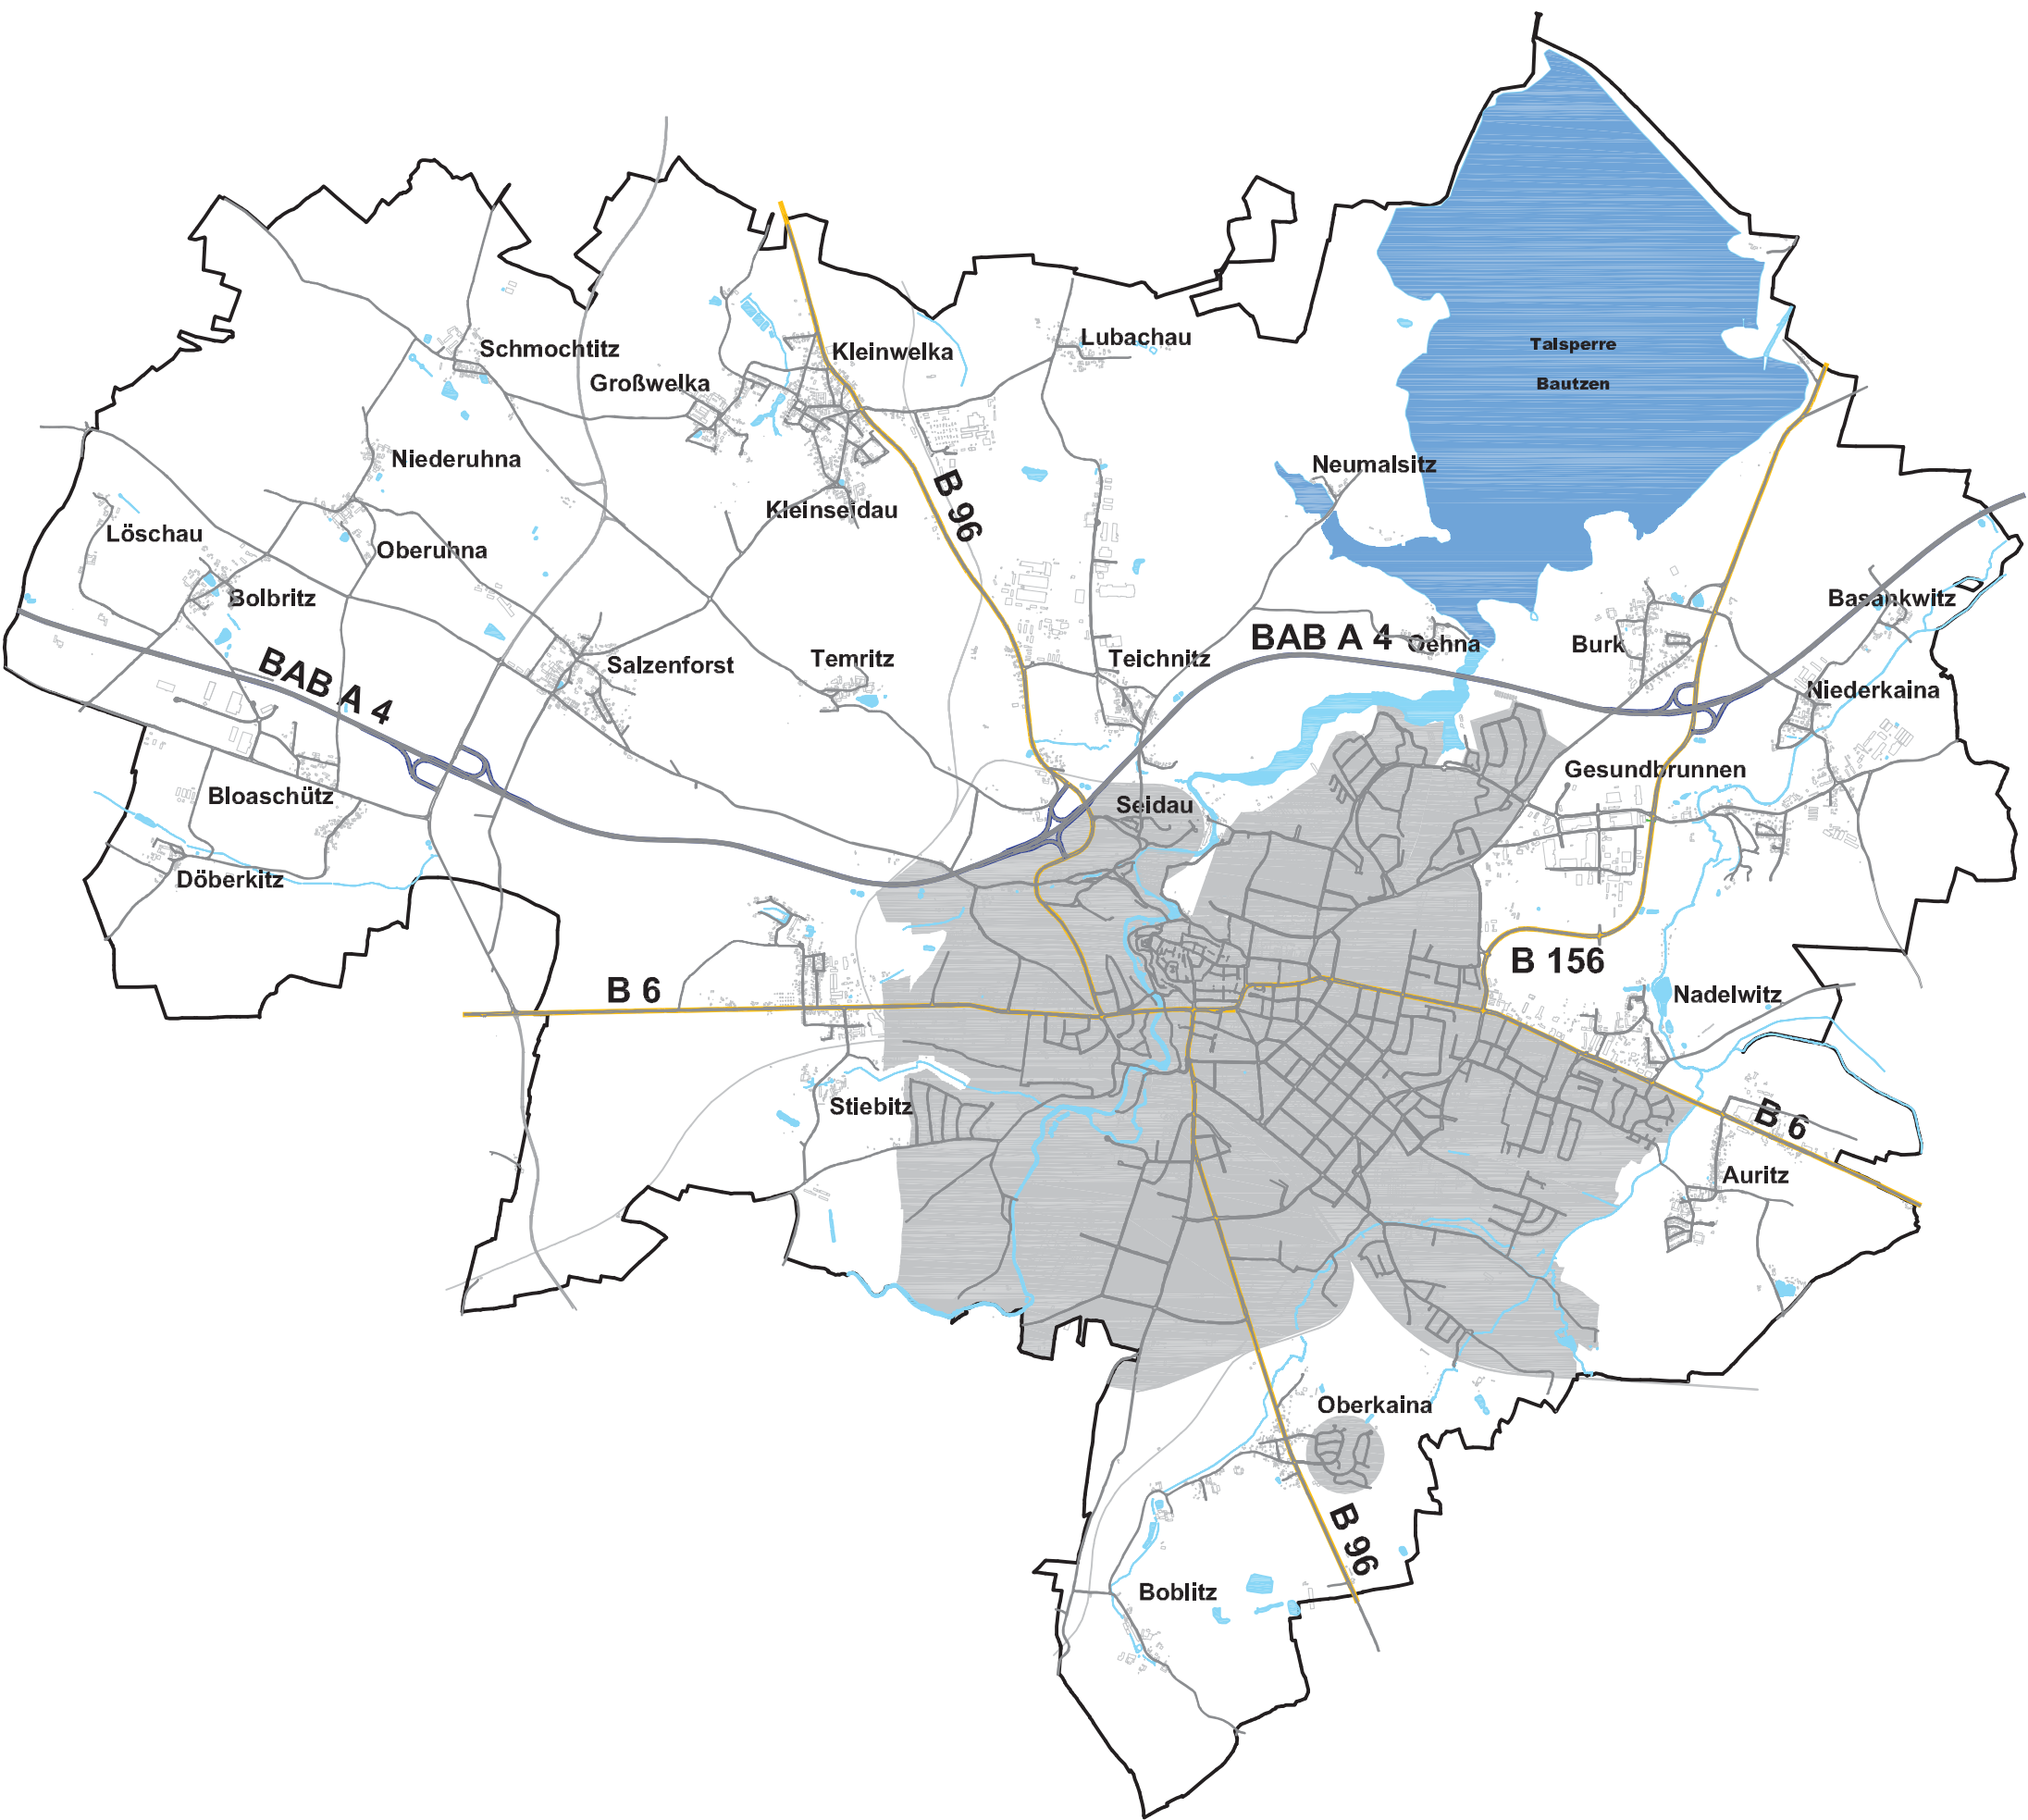 Talsperre
Bautzen
Schmochtitz
Kleinwelka
Lubachau
Großwelka
Niederuhna
Neumalsitz
Kleinseidau
B 96
Löschau
Oberuhna
Bolbritz
Basankwitz
BAB A 4
Oehna
Burk
Salzenforst
Temritz
Teichnitz
BAB A 4
Niederkaina
Gesundbrunnen
Bloaschütz
Seidau
Döberkitz
B 156
B 6
Nadelwitz
Stiebitz
B 6
Auritz
Oberkaina
B 96
Boblitz